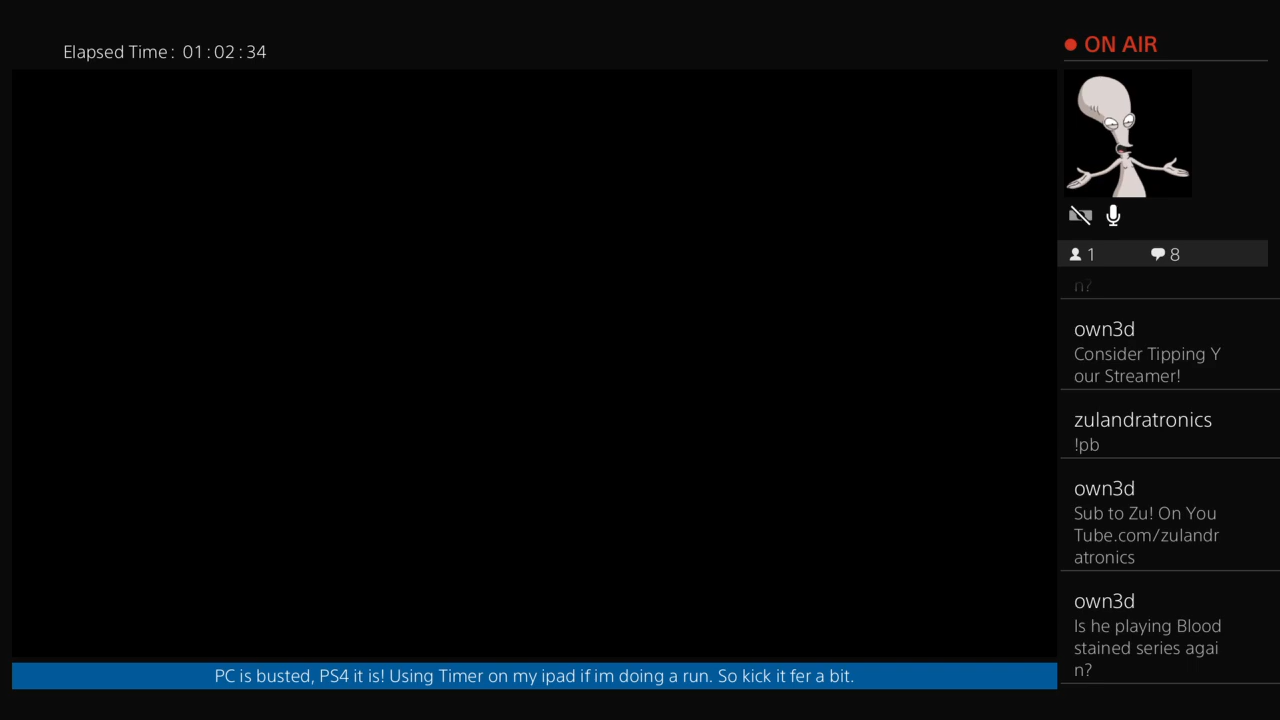 Elapsed Time: 01:02:34
ON AIR
1
8
n?
own3d
Consider Tipping Y
our Streamer!
zulandratronics
!pb
own3d
Sub to Zu! On You
Tube.com/zulandr
atronics
own3d
Is he playing Blood
stained series agai
n?
PC is busted, PS4 it is! Using Timer on my ipad if im doing a run. So kick it fer a bit.